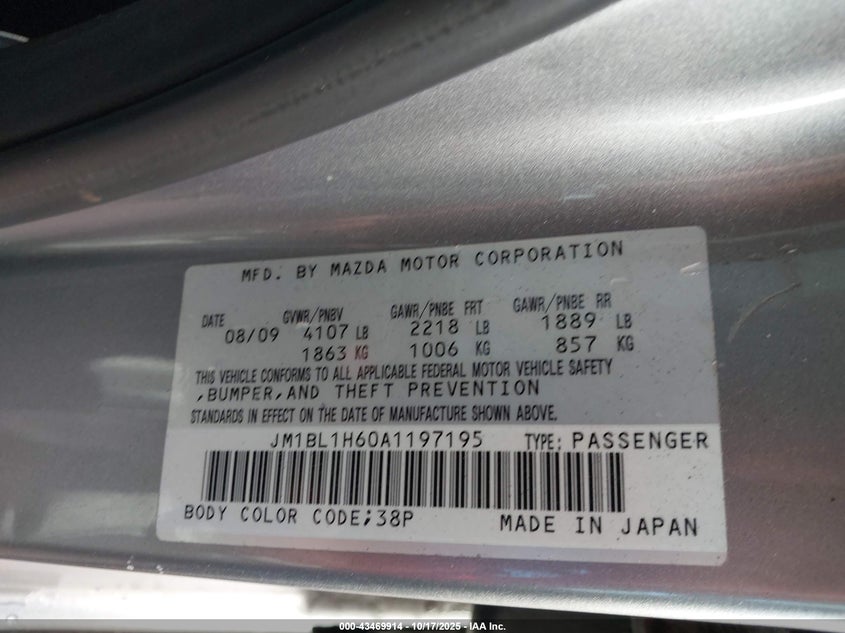 MFD. BY MAZDA MOTOR CORPORATION
DATE GVWR/PNBV GAWR/PNBE FRT GAWR/PNBE RR
08/09 4107 LB 2218 LB 1889 LB
1863 KG 1006 KG 857 KG
THIS VEHICLE CONFORMS TO ALL APPLICABLE FEDERAL MOTOR VEHICLE SAFETY
,BUMPER,AND THEFT PREVENTION
STANDARDS IN EFFECT ON THE DATE OF MANUFACTURE SHOWN ABOVE.
JM1BL1H60A1197195 TYPE: PASSENGER
BODY COLOR CODE;38P MADE IN JAPAN
000-43469914 - 10/17/2025 - IAA Inc.